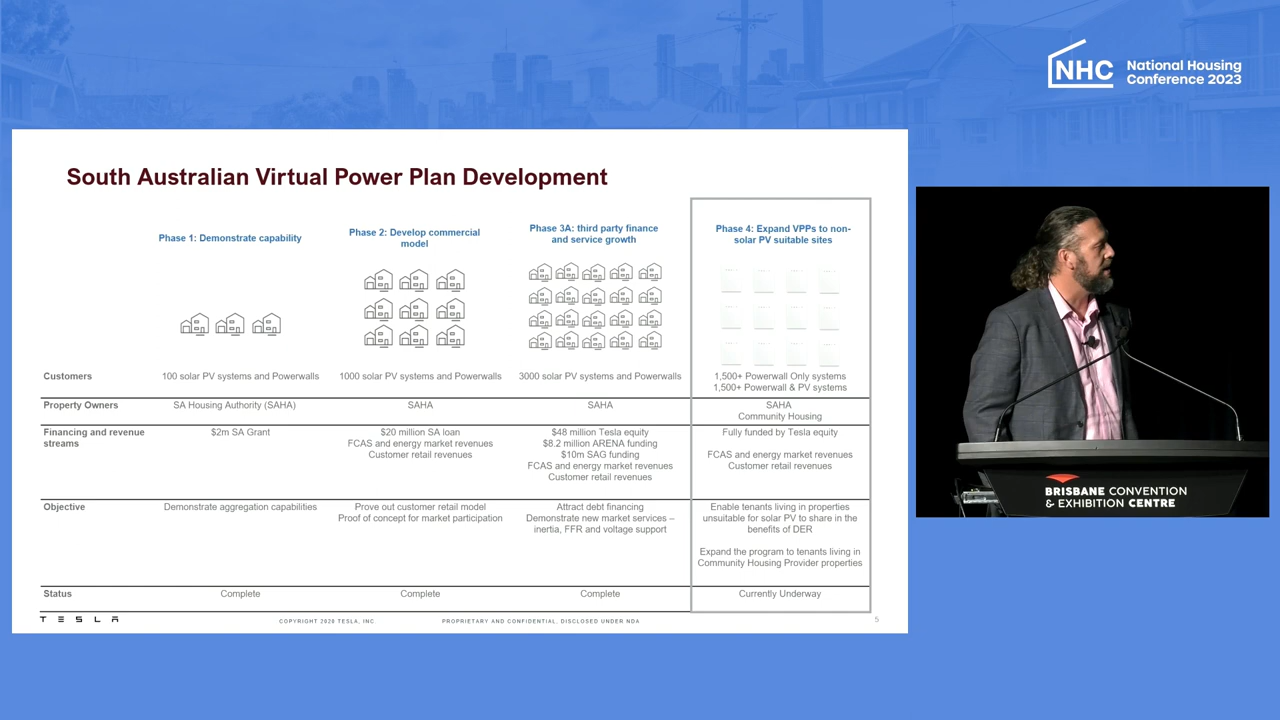 NHC
National Housing
Conference 2023
South Australian Virtual Power Plan Development
Phase 1: Demonstrate capability
Phase 2: Develop commercial
model
Phase 3A: third party finance
and service growth
Phase 4: Expand VPPs to non-
solar PV suitable sites
Customers
100 solar PV systems and Powerwalls
1000 solar PV systems and Powerwalls
3000 solar PV systems and Powerwalls
1,500+ Powerwall Only systems
1,500+ Powerwall & PV systems
Property Owners
SA Housing Authority (SAHA)
SAHA
SAHA
SAHA
Community Housing
Financing and revenue
streams
$2m SA Grant
$20 million SA loan
FCAS and energy market revenues
Customer retail revenues
$48 million Tesla equity
$8.2 million ARENA funding
$10m SAG funding
FCAS and energy market revenues
Customer retail revenues
Fully funded by Tesla equity
FCAS and energy market revenues
Customer retail revenues
Objective
Demonstrate aggregation capabilities
Prove out customer retail model
Proof of concept for market participation
Attract debt financing
Demonstrate new market services –
inertia, FFR and voltage support
Enable tenants living in properties
unsuitable for solar PV to share in the
benefits of DER
Expand the program to tenants living in
Community Housing Provider properties
Status
Complete
Complete
Complete
Currently Underway
TESLA
COPYRIGHT 2020 TESLA, INC.
PROPRIETARY AND CONFIDENTIAL, DISCLOSED UNDER NDA
5
BRISBANE CONVENTION
& EXHIBITION CENTRE